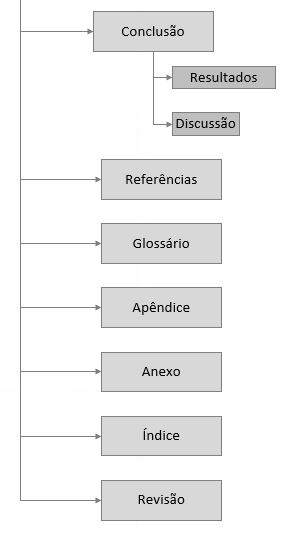 Conclusão
Resultados
Discussão
Referências
Glossário
Apêndice
Anexo
Índice
Revisão